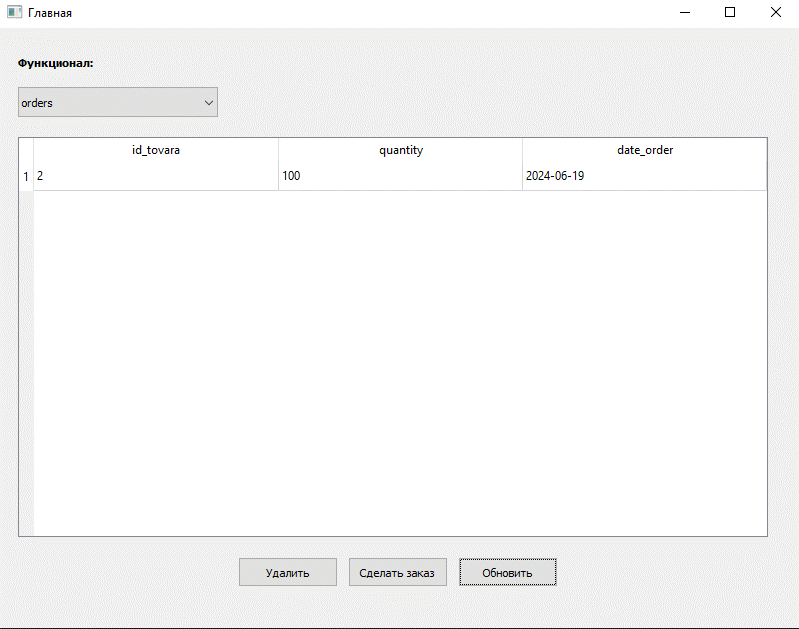 Главная
Функционал:
orders
id_tovara quantity date_order
1 2 100 2024-06-19
Удалить Сделать заказ Обновить